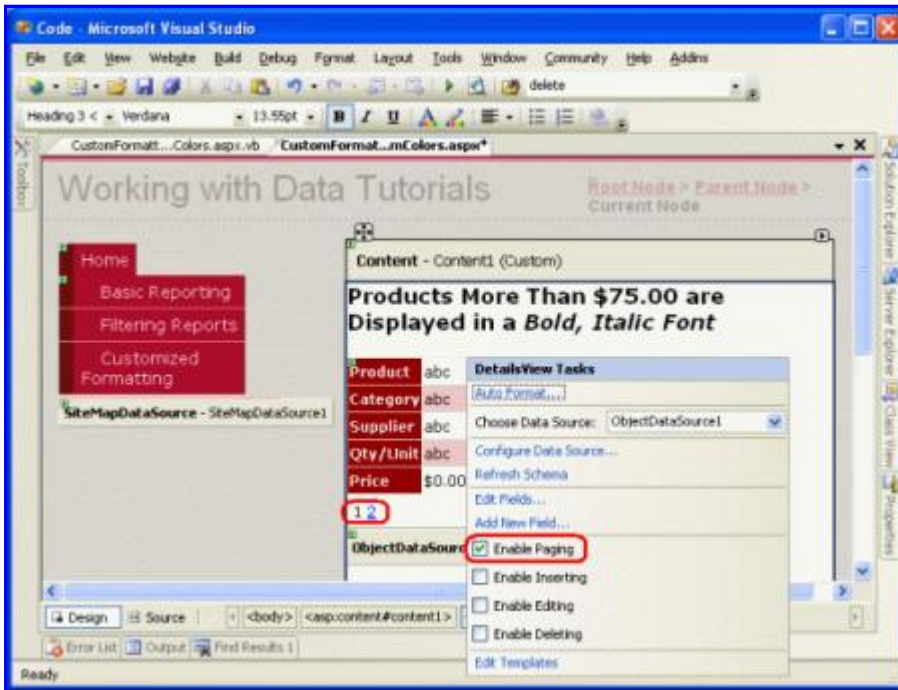 Code - Microsoft Visual Studio
File Edit View Website Build Debug Format Layout Tools Window Community Help Addins
delete
Heading 3 < Verdana 13.55pt B I U A
Toolbox
CustomFormatt...Colors.aspx.vb CustomFormat...mColors.aspx*
Working with Data Tutorials
Root Node > Parent Node >
Current Node
Home
Basic Reporting
Filtering Reports
Customized
Formatting
SiteMapDataSource - SiteMapDataSource1
Content - Content1 (Custom)
Products More Than $75.00 are
Displayed in a Bold, Italic Font
Product abc
Category abc
Supplier abc
Qty/Unit abc
Price $0.00
1 2
ObjectDataSourc
DetailsView Tasks
Auto Format...
Choose Data Source: ObjectDataSource1
Configure Data Source...
Refresh Schema
Edit Fields...
Add New Field...
Enable Paging
Enable Inserting
Enable Editing
Enable Deleting
Edit Templates
Solution Explorer
Server Explorer
Class View
Properties
Design Source <body> <asp:content#content1>
Error List Output Find Results 1
Ready